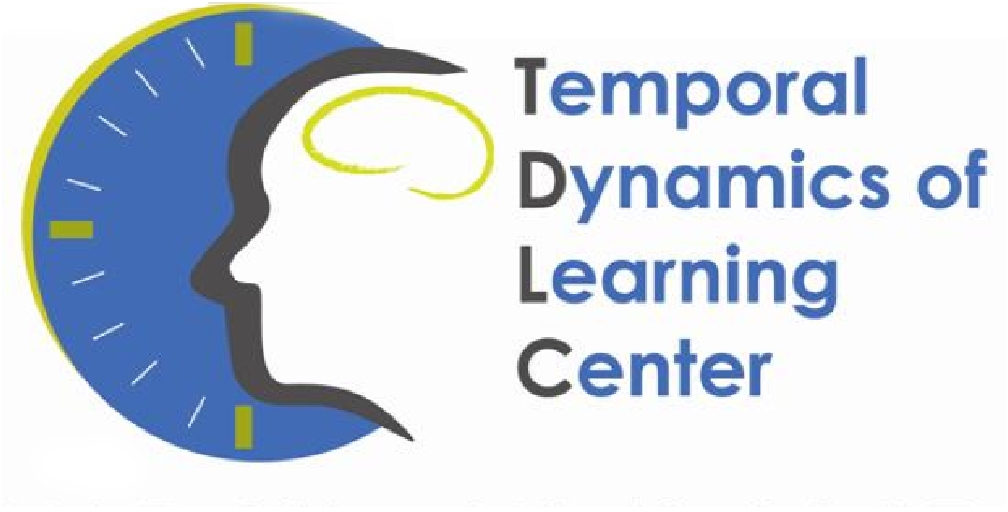 Temporal
Dynamics of
Learning
Center